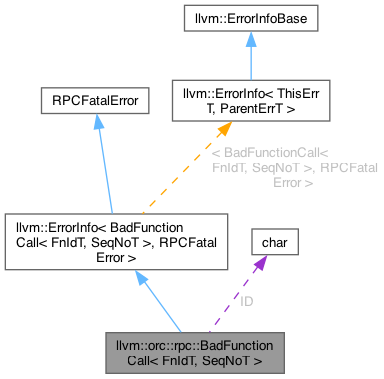 llvm::ErrorInfoBase
RPCFatalError
llvm::ErrorInfo< ThisErr
T, ParentErrT >
< BadFunctionCall<
FnIdT, SeqNoT >, RPCFatal
Error >
llvm::ErrorInfo< BadFunction
Call< FnIdT, SeqNoT >, RPCFatal
Error >
char
ID
llvm::orc::rpc::BadFunction
Call< FnIdT, SeqNoT >